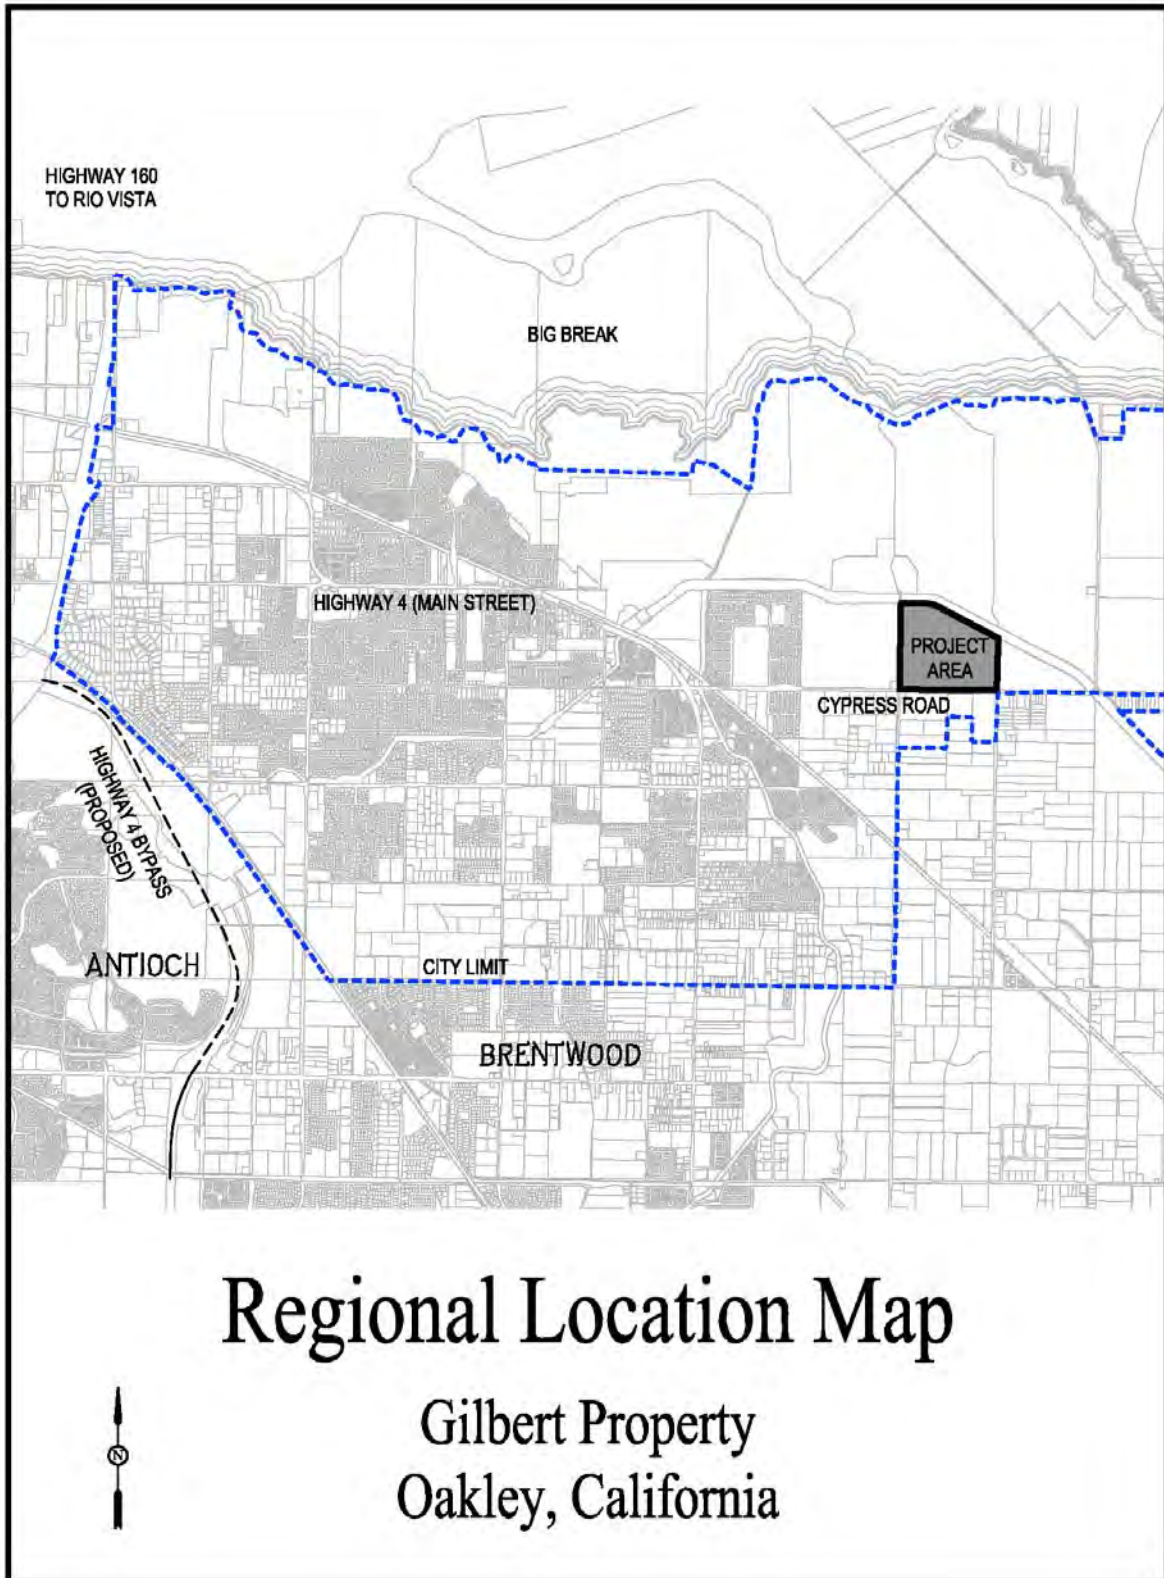 HIGHWAY 160
TO RIO VISTA
BIG BREAK
HIGHWAY 4 (MAIN STREET)
PROJECT
AREA
CYPRESS ROAD
HIGHWAY 4 BYPASS
(PROPOSED)
ANTIOCH
CITY LIMIT
BRENTWOOD
Regional Location Map
Gilbert Property
Oakley, California
N